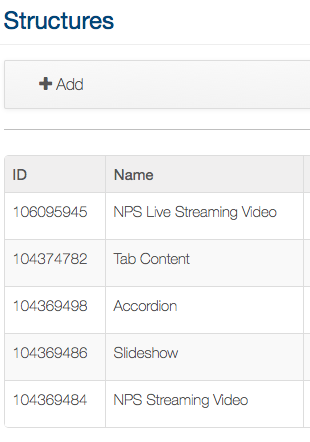 Structures
Add
ID Name
106095945 NPS Live Streaming Video
104374782 Tab Content
104369498 Accordion
104369486 Slideshow
104369484 NPS Streaming Video